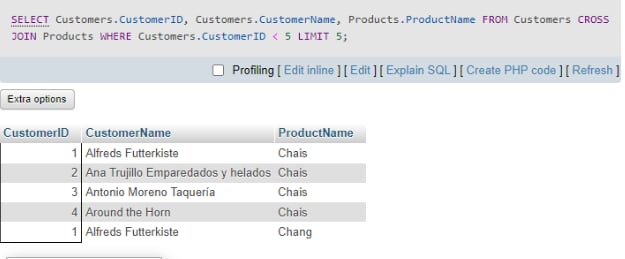 SELECT Customers.CustomerID, Customers.CustomerName, Products.ProductName FROM Customers CROSS
JOIN Products WHERE Customers.CustomerID < 5 LIMIT 5;
Profiling [ Edit inline ] [ Edit ] [ Explain SQL ] [ Create PHP code ] [ Refresh ]
Extra options
CustomerID CustomerName ProductName
1 Alfreds Futterkiste Chais
2 Ana Trujillo Emparedados y helados Chais
3 Antonio Moreno Taquería Chais
4 Around the Horn Chais
1 Alfreds Futterkiste Chang